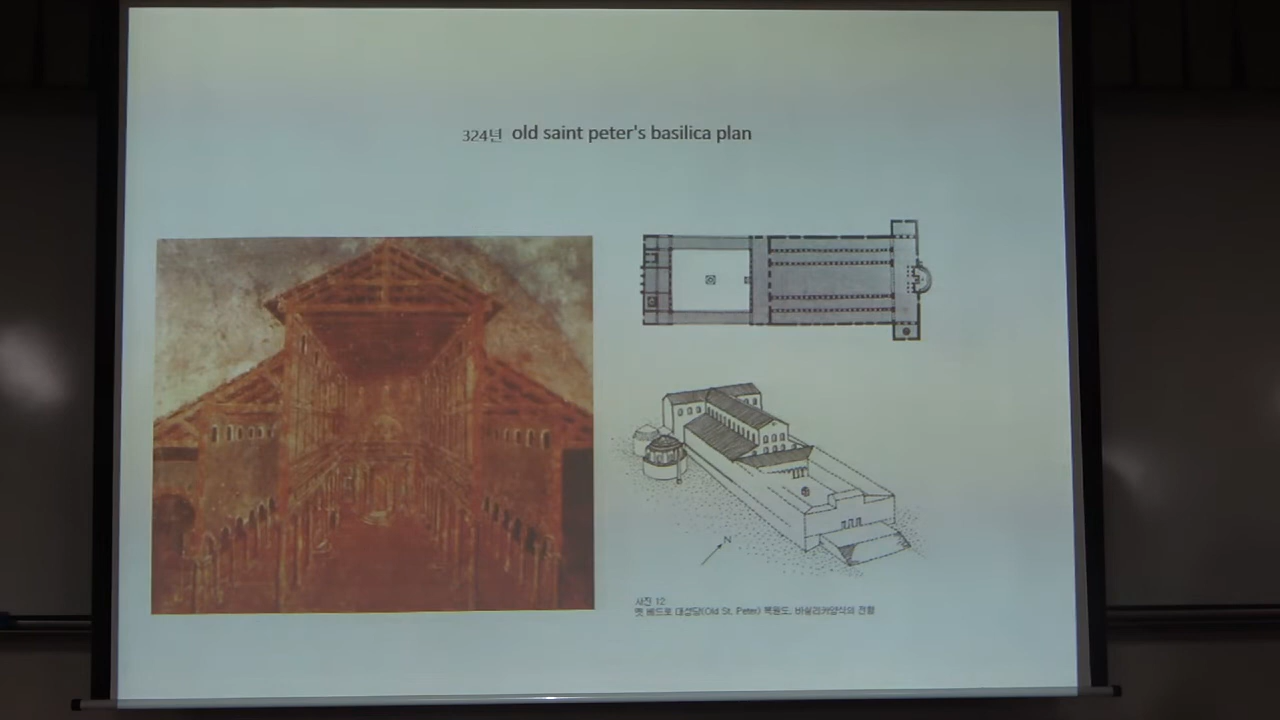 324년 old saint peter's basilica plan
N
사진 12
옛 베드로 대성당(Old St. Peter) 복원도, 바실리카양식의 전형